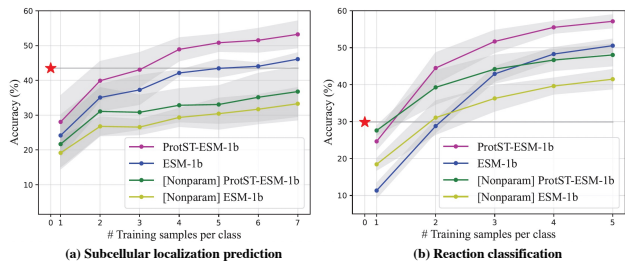 60
50
40
30
20
10
Accuracy (%)
0 1 2 3 4 5 6 7
# Training samples per class
ProtST-ESM-1b
ESM-1b
[Nonparam] ProtST-ESM-1b
[Nonparam] ESM-1b
(a) Subcellular localization prediction
60
50
40
30
20
10
Accuracy (%)
0 1 2 3 4 5
# Training samples per class
ProtST-ESM-1b
ESM-1b
[Nonparam] ProtST-ESM-1b
[Nonparam] ESM-1b
(b) Reaction classification